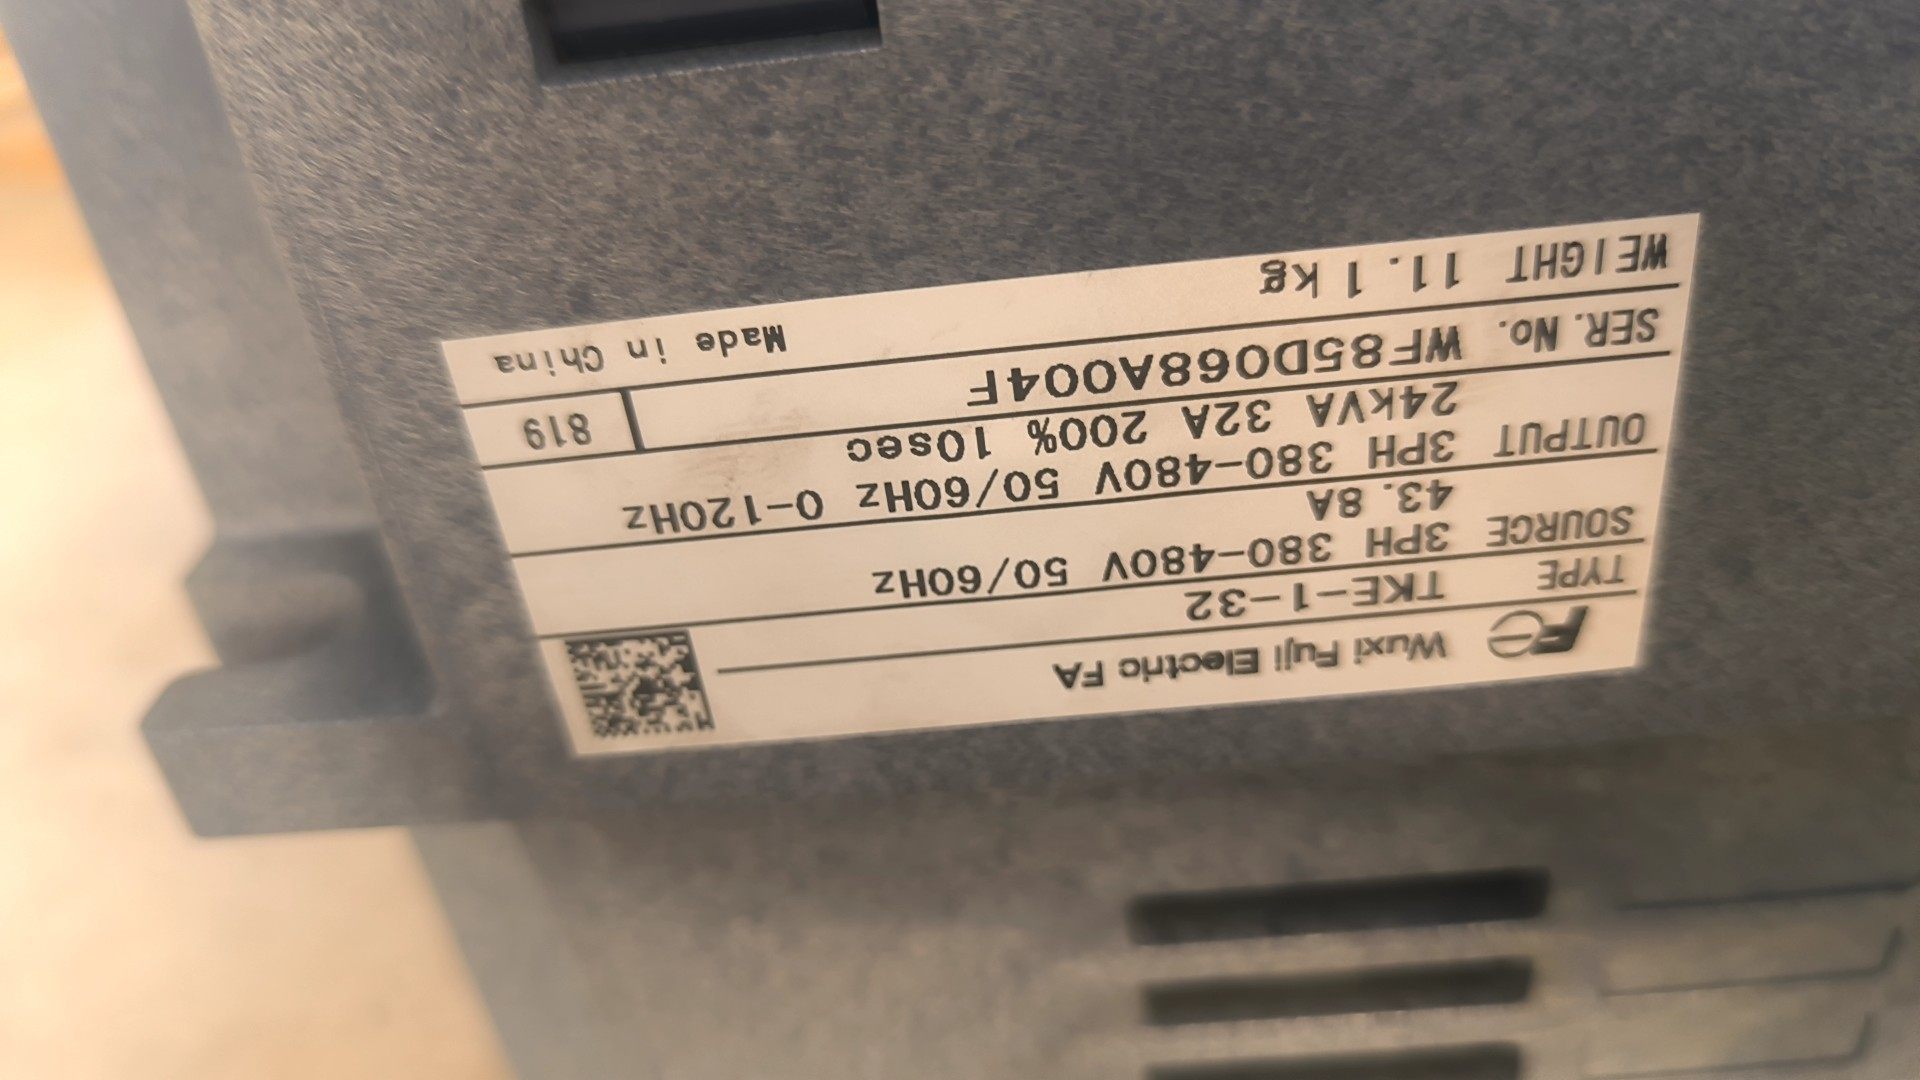 Fe Wuxi Fuji Electric FA
TYPE TKE-1-32
SOURCE 3PH 380-480V 50/60Hz
43.8A
OUTPUT 3PH 380-480V 50/60Hz 0-120Hz
24kVA 32A 200% 10sec
SER. No. WF85D068A004F 819
WEIGHT 11.1kg Made in China